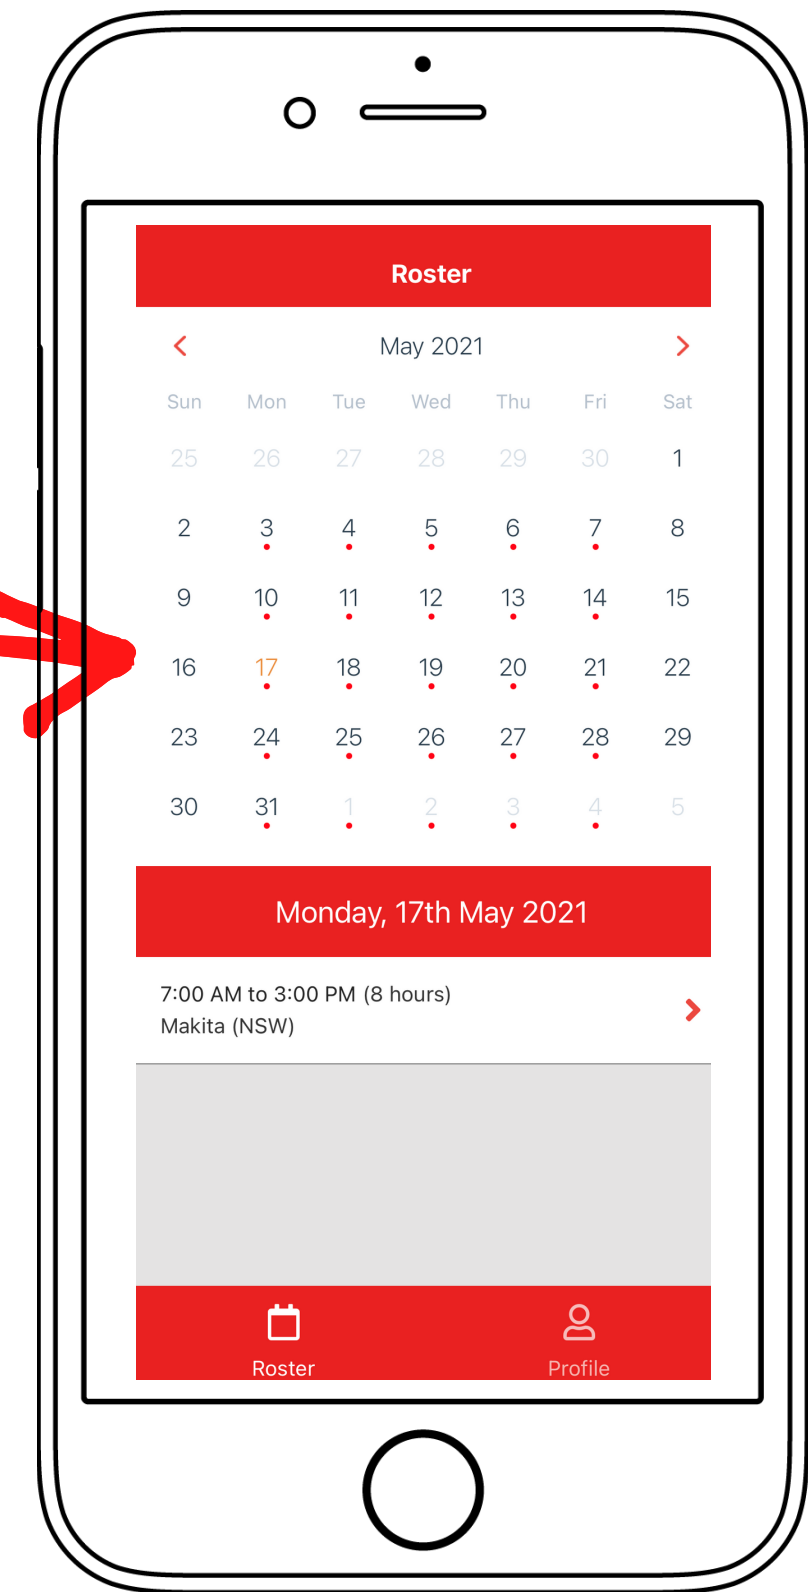 Roster
May 2021
Sun Mon Tue Wed Thu Fri Sat
25 26 27 28 29 30 1
2 3 4 5 6 7 8
9 10 11 12 13 14 15
16 17 18 19 20 21 22
23 24 25 26 27 28 29
30 31 1 2 3 4 5
Monday, 17th May 2021
7:00 AM to 3:00 PM (8 hours)
Makita (NSW)
Roster Profile